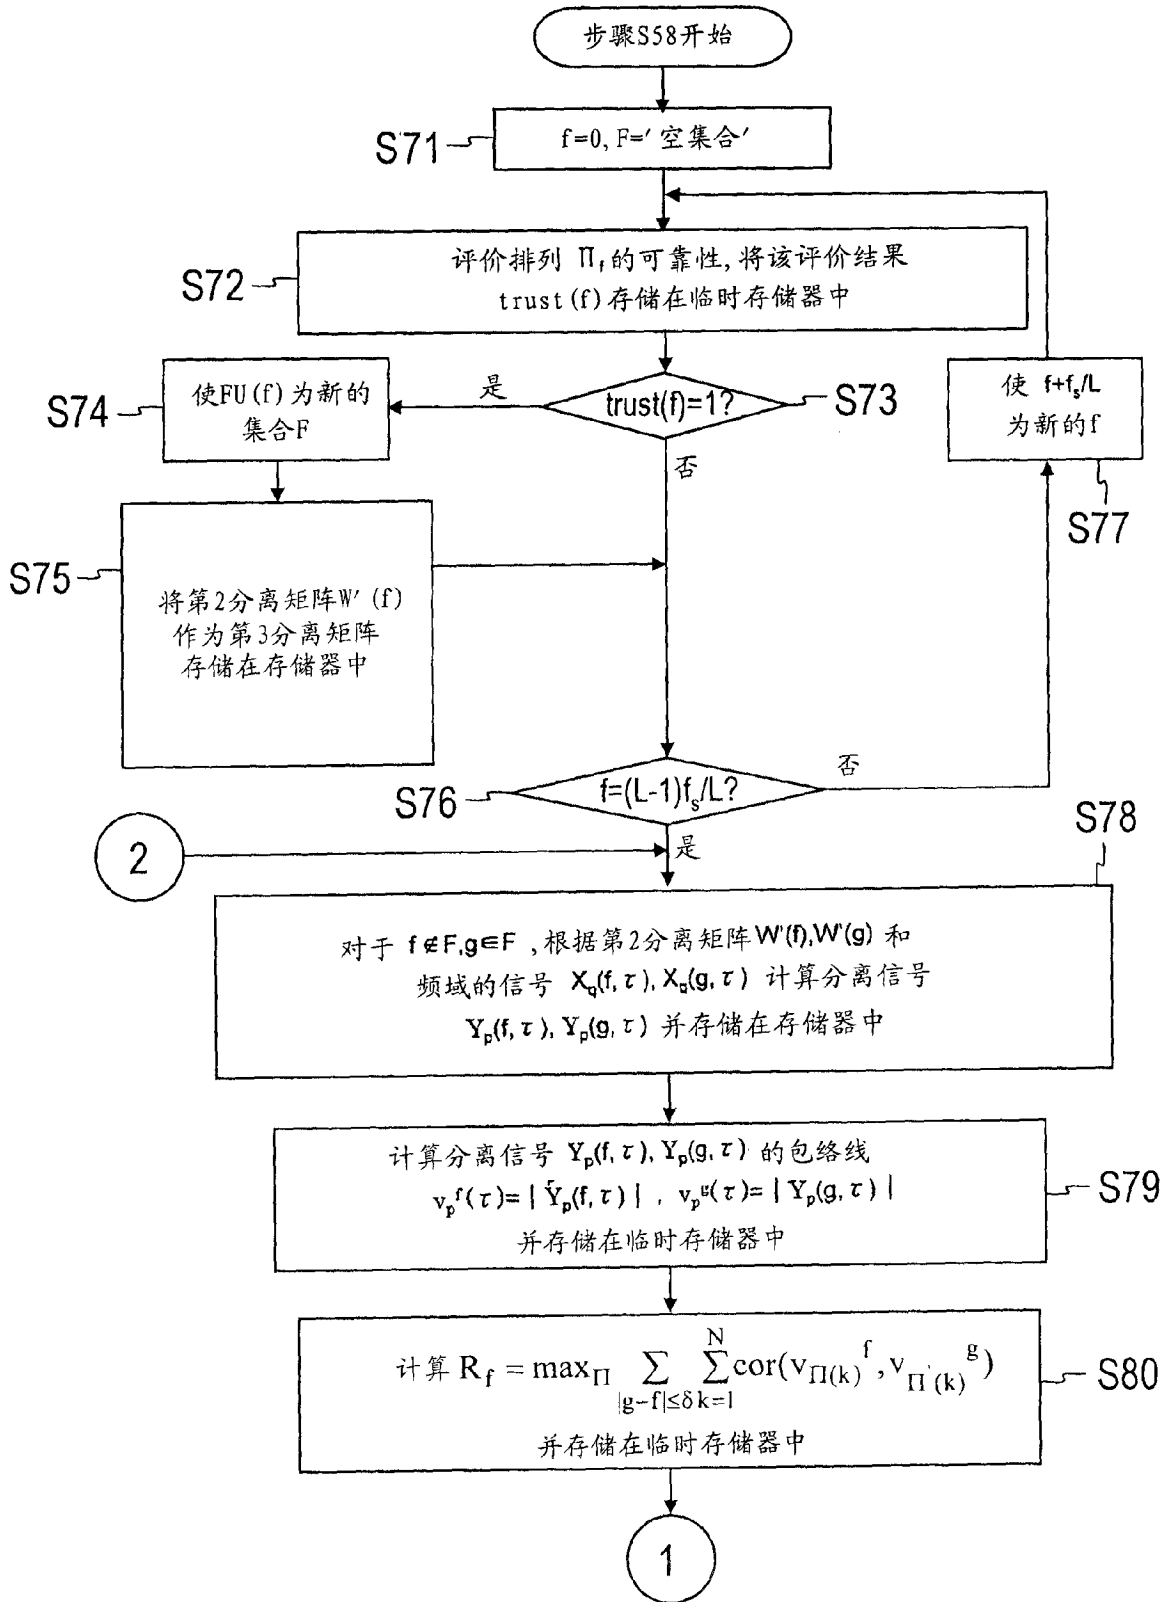 步骤S58开始
S71
f=0, F=′空集合′
S72
评价排列 Π_f的可靠性, 将该评价结果
trust(f)存储在临时存储器中
S74
使FU(f)为新的
集合F
是
trust(f)=1?
S73
否
使 f+f_s/L
为新的f
S77
S75
将第2分离矩阵W′(f)
作为第3分离矩阵
存储在存储器中
S76
f=(L-1)f_s/L?
否
是
2
S78
对于 f∉F,g∈F ,根据第2分离矩阵W'(f),W'(g) 和
频域的信号 X_q(f,τ), X_q(g,τ) 计算分离信号
Y_p(f,τ), Y_p(g,τ) 并存储在存储器中
计算分离信号 Y_p(f,τ), Y_p(g,τ) 的包络线
v_p^f(τ)=| Y_p(f,τ) | , v_p^g(τ)=| Y_p(g,τ) |
并存储在临时存储器中
S79
计算 R_f = max_Π ∑_{|g-f|≤δ} ∑_{k=1}^{N} cor(v_{Π(k)}^f, v_{Π'(k)}^g)
并存储在临时存储器中
S80
1